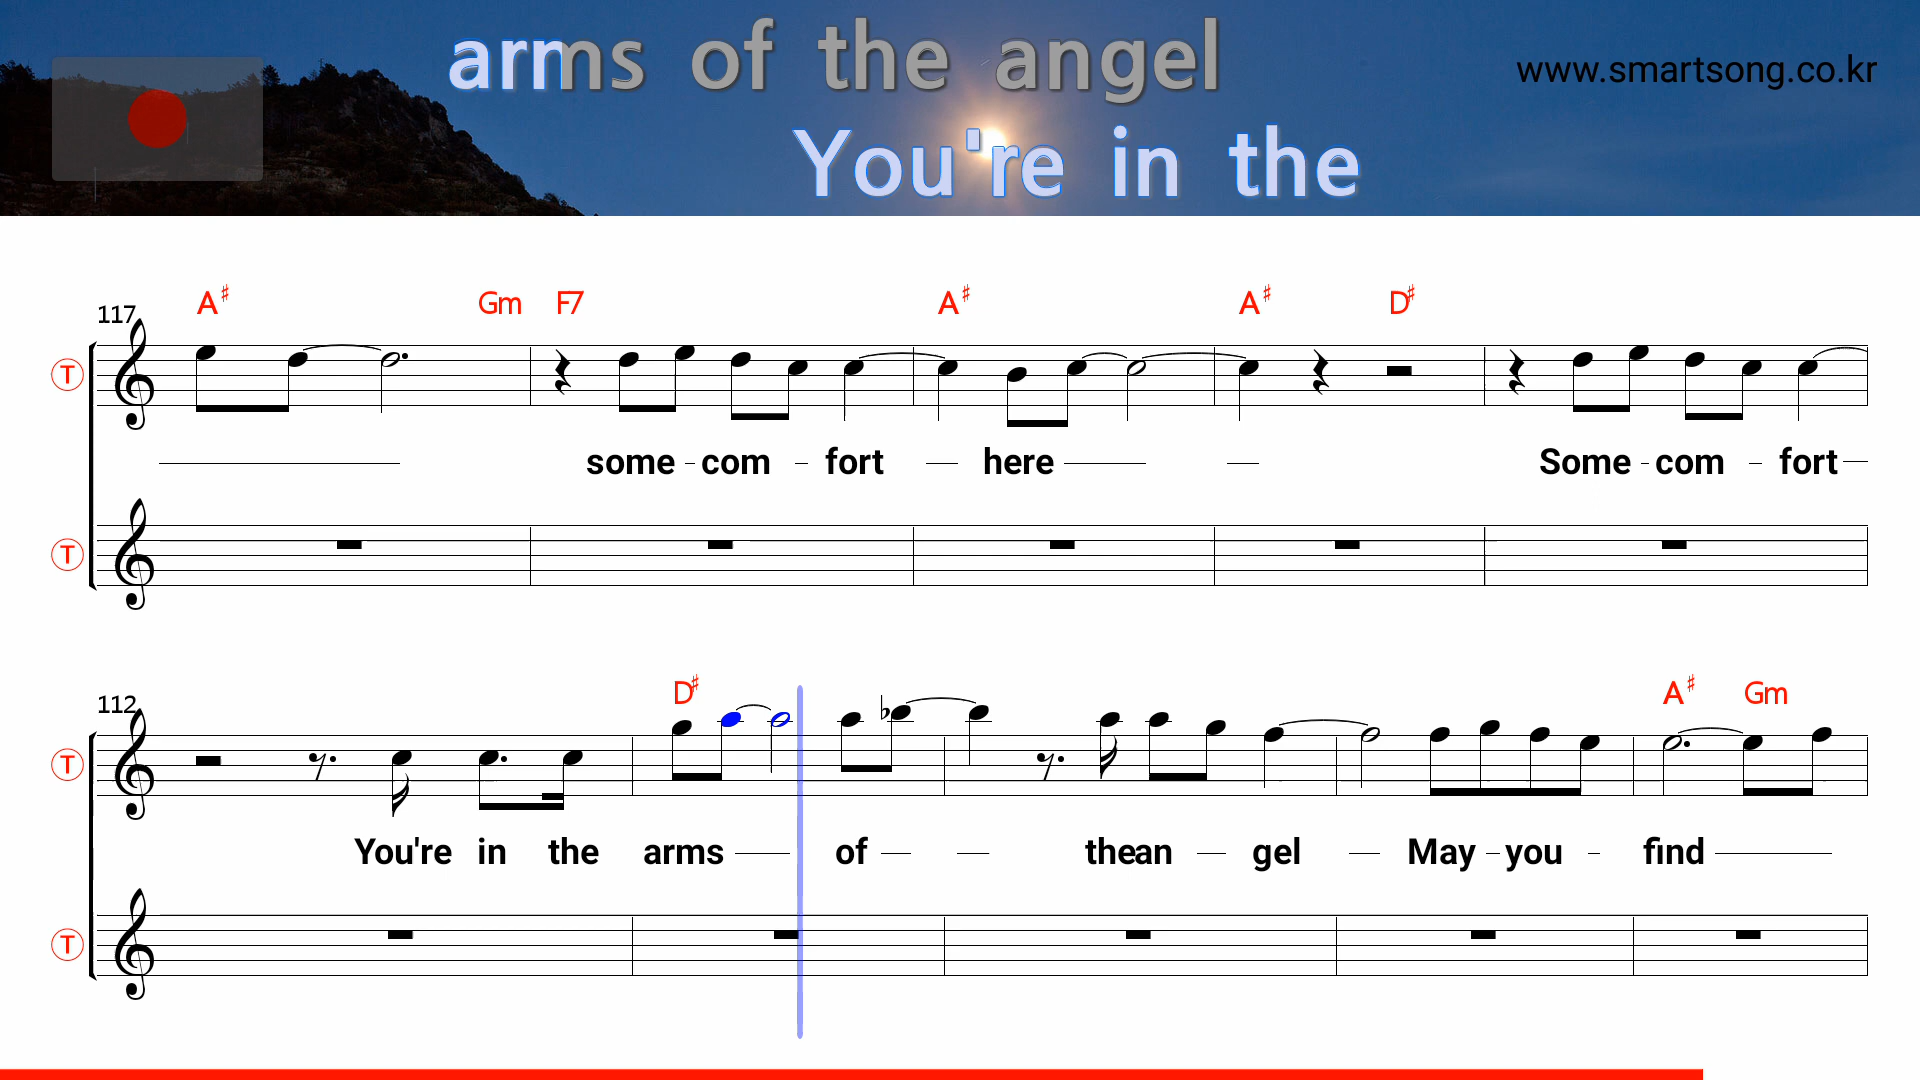 arms of the angel
www.smartsong.co.kr
You're in the
117 A♯ Gm F7 A♯ A♯ D♯
T
some com fort here Some com fort
T
112 D♯ A♯ Gm
T
You're in the arms of thean gel May you find
T